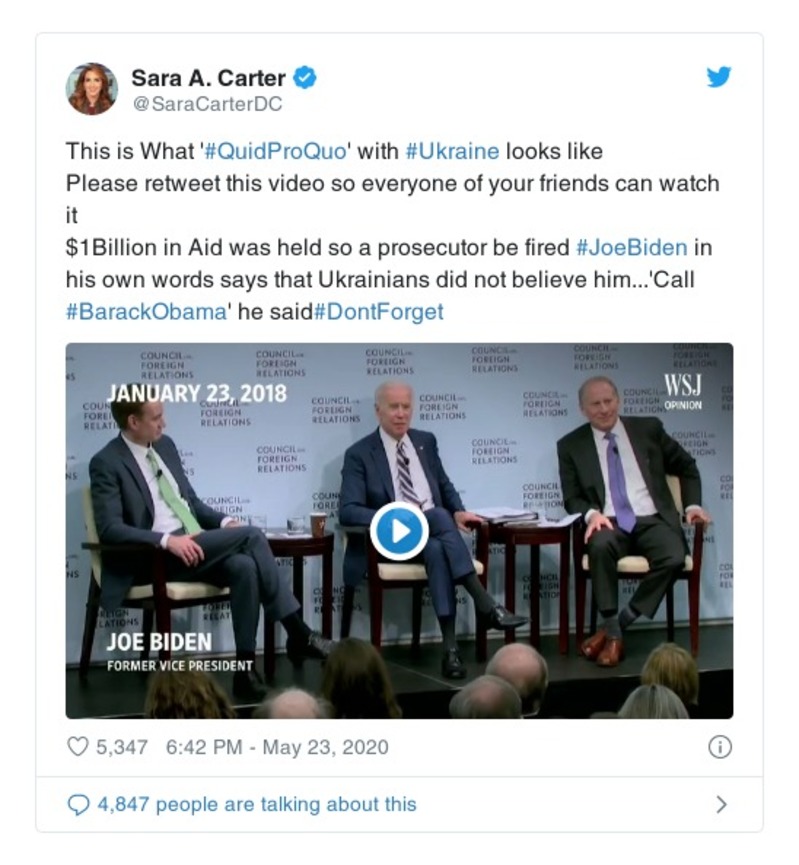 Sara A. Carter
@SaraCarterDC
This is What '#QuidProQuo' with #Ukraine looks like
Please retweet this video so everyone of your friends can watch
it
$1Billion in Aid was held so a prosecutor be fired #JoeBiden in
his own words says that Ukrainians did not believe him...'Call
#BarackObama' he said#DontForget
JANUARY 23, 2018
WSJ
OPINION
COUNCIL
FOREIGN
RELATIONS
JOE BIDEN
FORMER VICE PRESIDENT
5,347 6:42 PM - May 23, 2020
4,847 people are talking about this